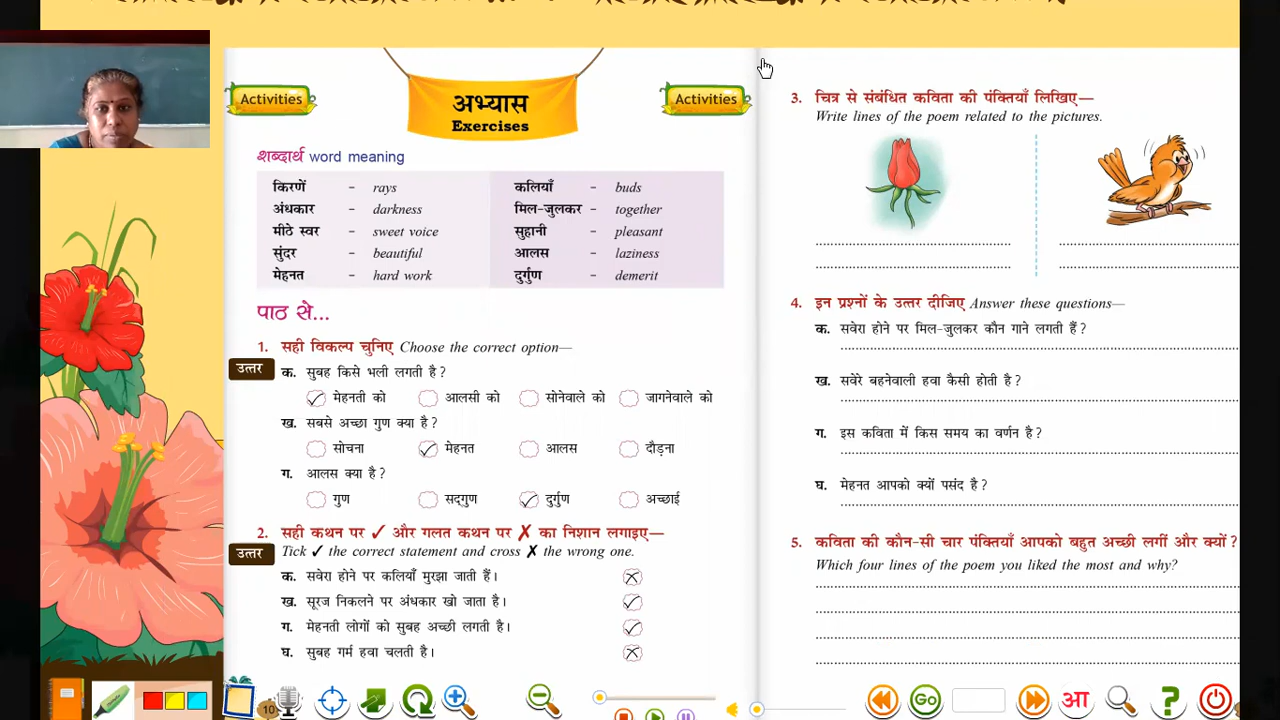 Activities
अभ्यास
Exercises
Activities
शब्दार्थ word meaning
किरणें - rays
अंधकार - darkness
मीठे स्वर - sweet voice
सुंदर - beautiful
मेहनत - hard work
कलियाँ - buds
मिल-जुलकर - together
सुहानी - pleasant
आलस - laziness
दुर्गुण - demerit
पाठ से...
1. सही विकल्प चुनिए Choose the correct option—
उत्तर
क. सुबह किसे भली लगती है?
मेहनती को आलसी को सोनेवाले को जागनेवाले को
ख. सबसे अच्छा गुण क्या है?
सोचना मेहनत आलस दौड़ना
ग. आलस क्या है?
गुण सद्गुण दुर्गुण अच्छाई
2. सही कथन पर ✓ और गलत कथन पर ✗ का निशान लगाइए—
उत्तर
Tick ✓ the correct statement and cross ✗ the wrong one.
क. सवेरा होने पर कलियाँ मुरझा जाती हैं।
ख. सूरज निकलने पर अंधकार खो जाता है।
ग. मेहनती लोगों को सुबह अच्छी लगती है।
घ. सुबह गर्म हवा चलती है।
3. चित्र से संबंधित कविता की पंक्तियाँ लिखिए—
Write lines of the poem related to the pictures.
4. इन प्रश्नों के उत्तर दीजिए Answer these questions—
क. सवेरा होने पर मिल-जुलकर कौन गाने लगती हैं?
ख. सवेरे बहनेवाली हवा कैसी होती है?
ग. इस कविता में किस समय का वर्णन है?
घ. मेहनत आपको क्यों पसंद है?
5. कविता की कौन-सी चार पंक्तियाँ आपको बहुत अच्छी लगीं और क्यों?
Which four lines of the poem you liked the most and why?
10
Go
आ
?